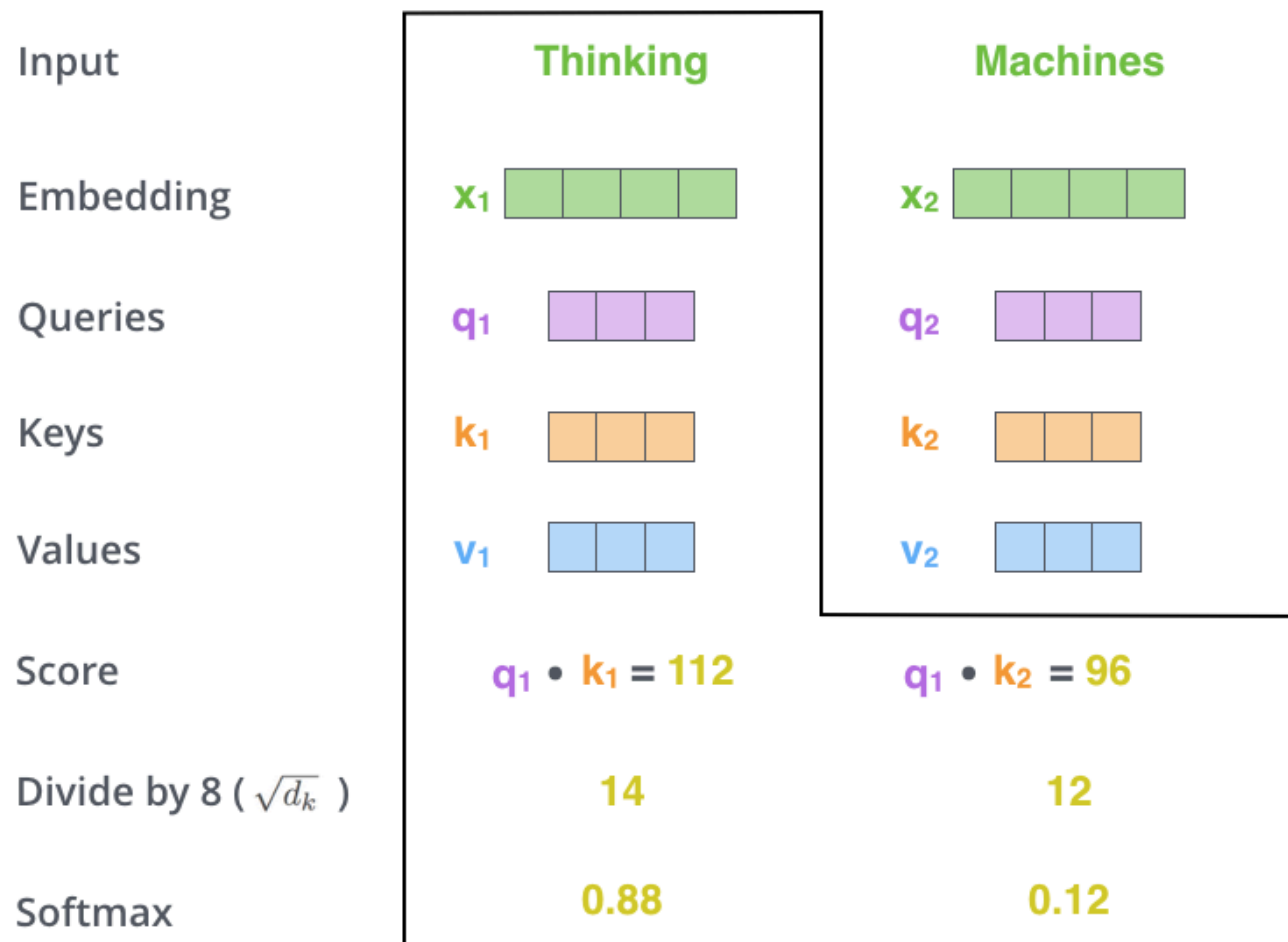 Input Thinking Machines
Embedding x₁ x₂
Queries q₁ q₂
Keys k₁ k₂
Values v₁ v₂
Score q₁ • k₁ = 112 q₁ • k₂ = 96
Divide by 8 ( √dₖ ) 14 12
Softmax 0.88 0.12